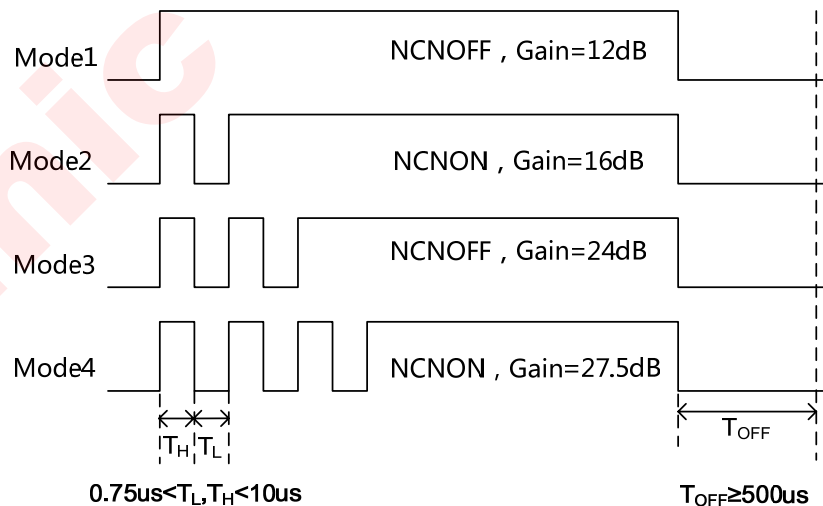 Mode1 NCNOFF , Gain=12dB
Mode2 NCNON , Gain=16dB
Mode3 NCNOFF , Gain=24dB
Mode4 NCNON , Gain=27.5dB
TH TL TOFF
0.75us<TL,TH<10us TOFF≥500us